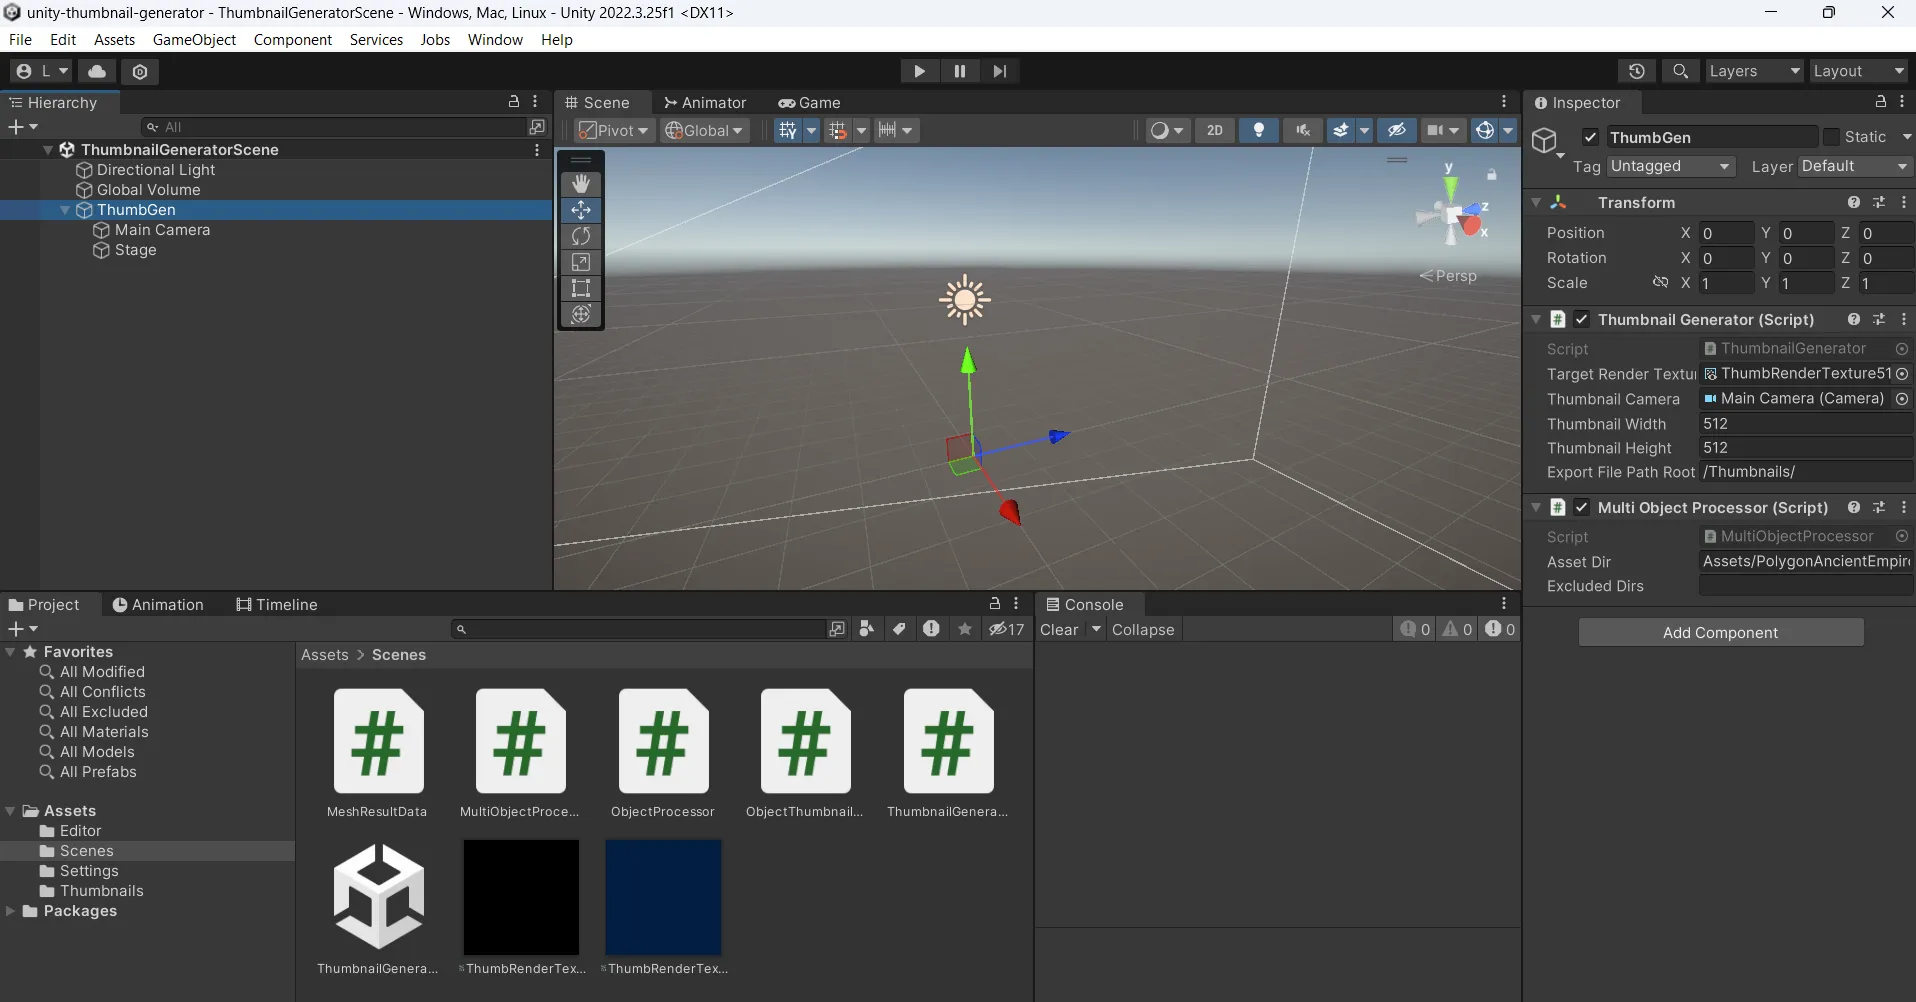 unity-thumbnail-generator - ThumbnailGeneratorScene - Windows, Mac, Linux - Unity 2022.3.25f1 <DX11>
File Edit Assets GameObject Component Services Jobs Window Help
L Layers Layout
Hierarchy
All
ThumbnailGeneratorScene
Directional Light
Global Volume
ThumbGen
Main Camera
Stage
Scene Animator Game
Pivot Global 2D
y
z
x
Persp
Inspector
ThumbGen Static
Tag Untagged Layer Default
Transform
Position X 0 Y 0 Z 0
Rotation X 0 Y 0 Z 0
Scale X 1 Y 1 Z 1
Thumbnail Generator (Script)
Script ThumbnailGenerator
Target Render Textu ThumbRenderTexture51
Thumbnail Camera Main Camera (Camera)
Thumbnail Width 512
Thumbnail Height 512
Export File Path Root /Thumbnails/
Multi Object Processor (Script)
Script MultiObjectProcessor
Asset Dir Assets/PolygonAncientEmpir
Excluded Dirs
Add Component
Project Animation Timeline
17
Favorites
All Modified
All Conflicts
All Excluded
All Materials
All Models
All Prefabs
Assets
Editor
Scenes
Settings
Thumbnails
Packages
Assets > Scenes
MeshResultData MultiObjectProce... ObjectProcessor ObjectThumbnail... ThumbnailGenera...
ThumbnailGenera... ThumbRenderTex... ThumbRenderTex...
Console
Clear Collapse 0 0 0